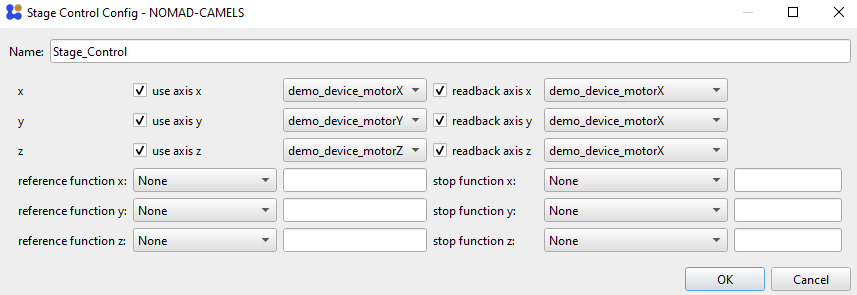 Stage Control Config - NOMAD-CAMELS
Name: Stage_Control
x use axis x demo_device_motorX readback axis x demo_device_motorX
y use axis y demo_device_motorY readback axis y demo_device_motorX
z use axis z demo_device_motorZ readback axis z demo_device_motorX
reference function x: None stop function x: None
reference function y: None stop function y: None
reference function z: None stop function z: None
OK Cancel